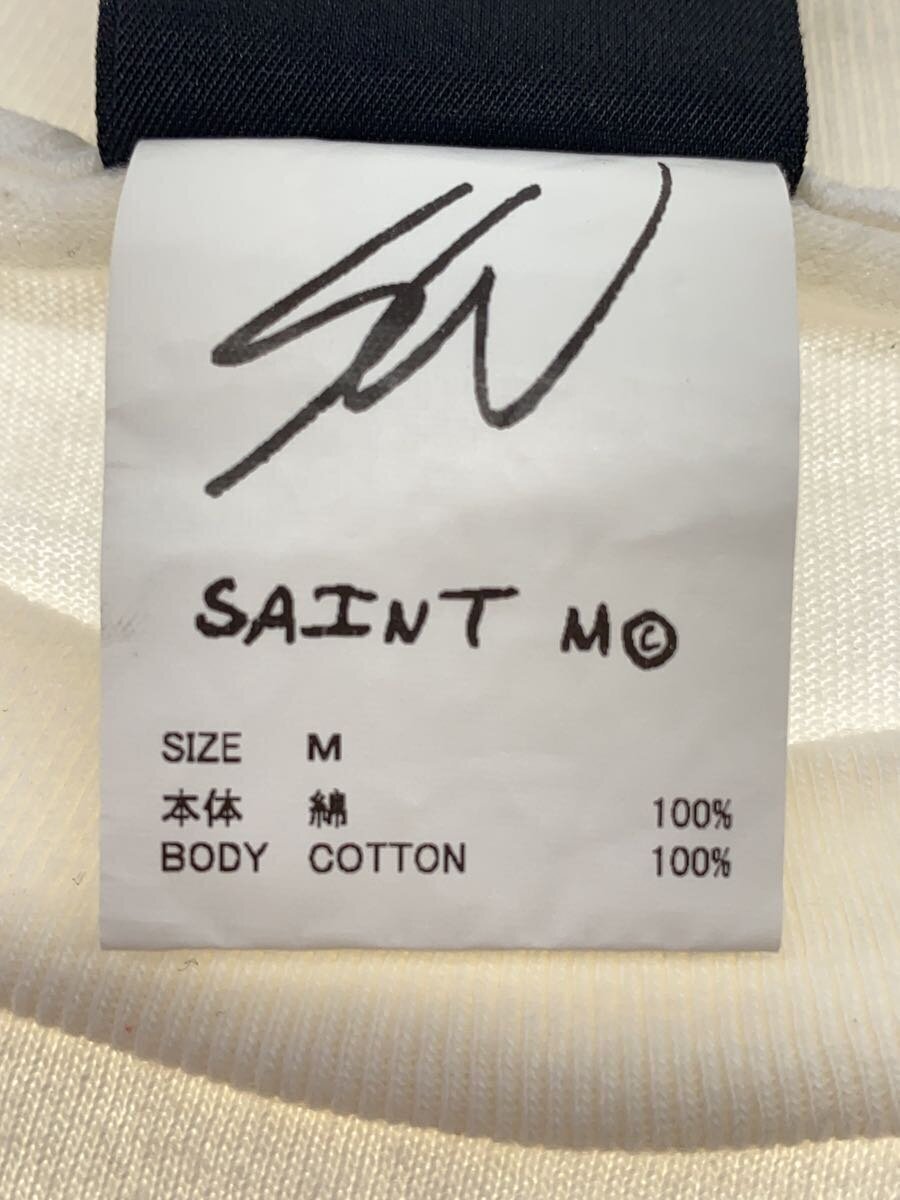 SAINT M©
SIZE M
本体 綿 100%
BODY COTTON 100%